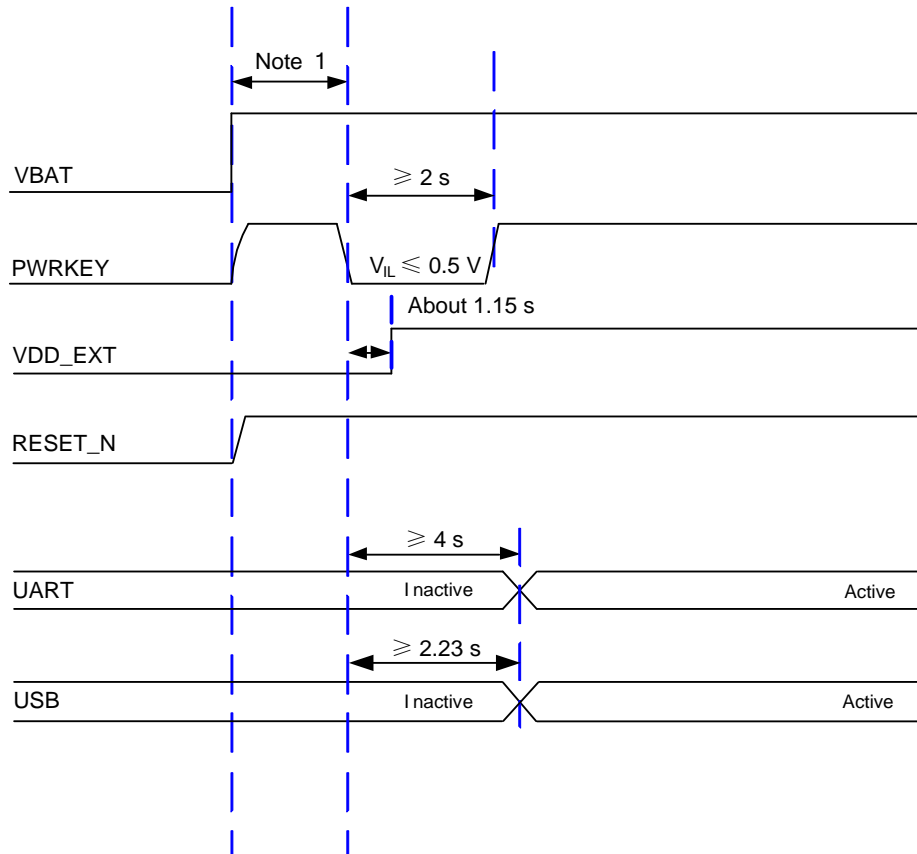 Note 1
VBAT
≥ 2 s
PWRKEY
V_IL ≤ 0.5 V
About 1.15 s
VDD_EXT
RESET_N
≥ 4 s
UART
Inactive
Active
≥ 2.23 s
USB
Inactive
Active